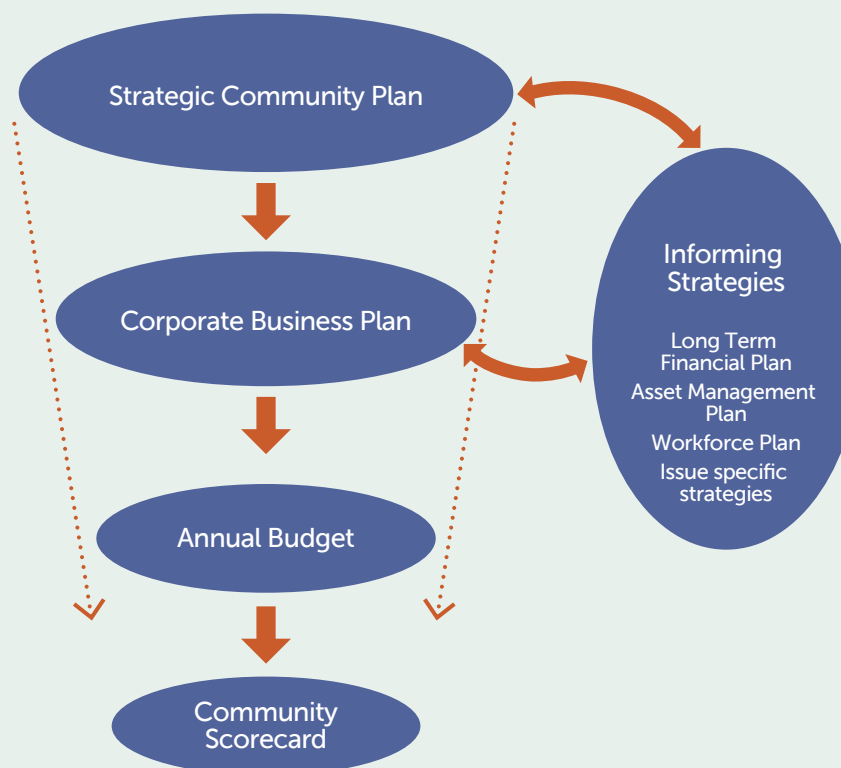 Strategic Community Plan
Corporate Business Plan
Annual Budget
Community
Scorecard
Informing
Strategies
Long Term
Financial Plan
Asset Management
Plan
Workforce Plan
Issue specific
strategies